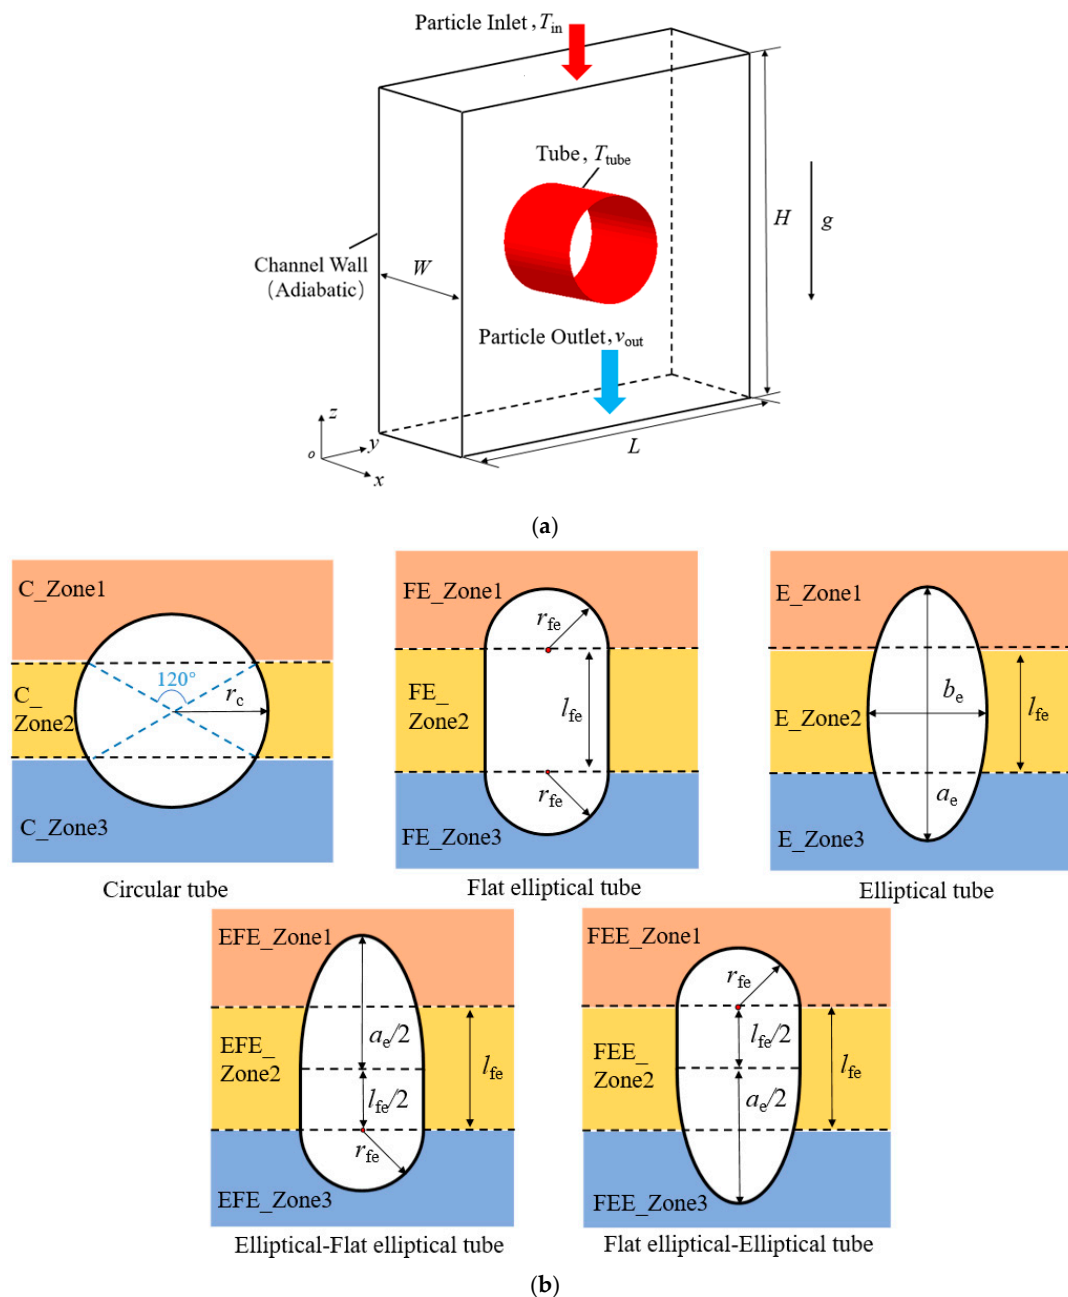 Particle Inlet, T_in
Tube, T_tube
H
g
Channel Wall
(Adiabatic)
W
Particle Outlet, v_out
z
y
o
x
L
(a)
C_Zone1
120°
r_c
C_
Zone2
C_Zone3
Circular tube
FE_Zone1
r_fe
FE_
Zone2
l_fe
r_fe
FE_Zone3
Flat elliptical tube
E_Zone1
b_e
l_fe
E_Zone2
a_e
E_Zone3
Elliptical tube
EFE_Zone1
a_e/2
EFE_
Zone2
l_fe
l_fe/2
r_fe
EFE_Zone3
Elliptical-Flat elliptical tube
FEE_Zone1
r_fe
l_fe/2
FEE_
Zone2
l_fe
a_e/2
FEE_Zone3
Flat elliptical-Elliptical tube
(b)